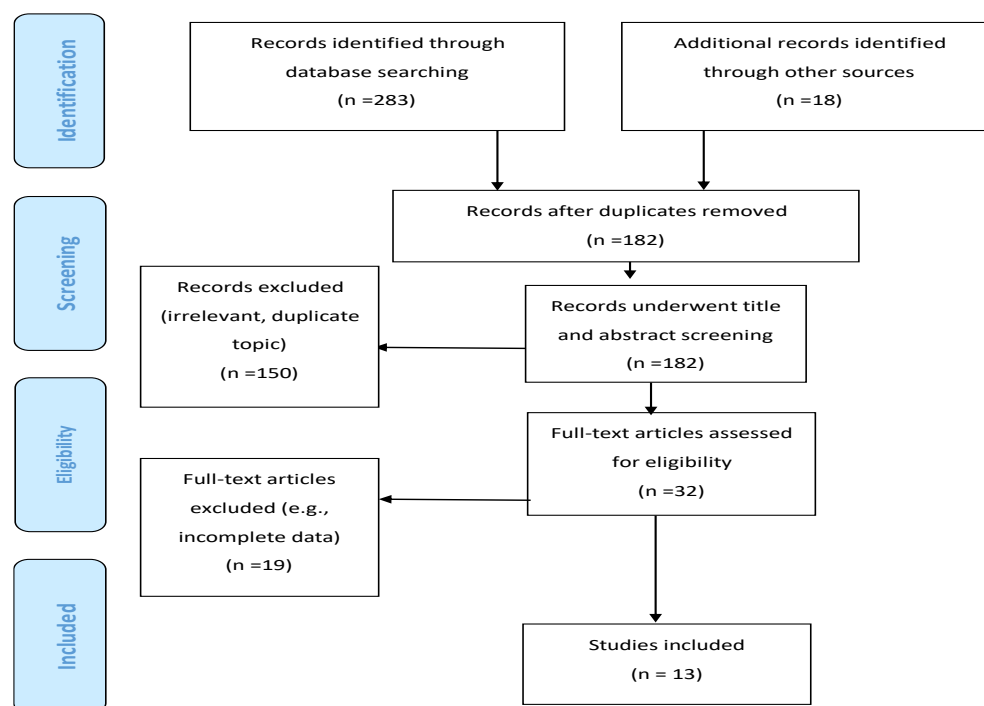 Identification
Records identified through
database searching
(n =283)
Additional records identified
through other sources
(n =18)
Screening
Records after duplicates removed
(n =182)
Records excluded
(irrelevant, duplicate
topic)
(n =150)
Records underwent title
and abstract screening
(n =182)
Eligibility
Full-text articles assessed
for eligibility
(n =32)
Full-text articles
excluded (e.g.,
incomplete data)
(n =19)
Included
Studies included
(n = 13)